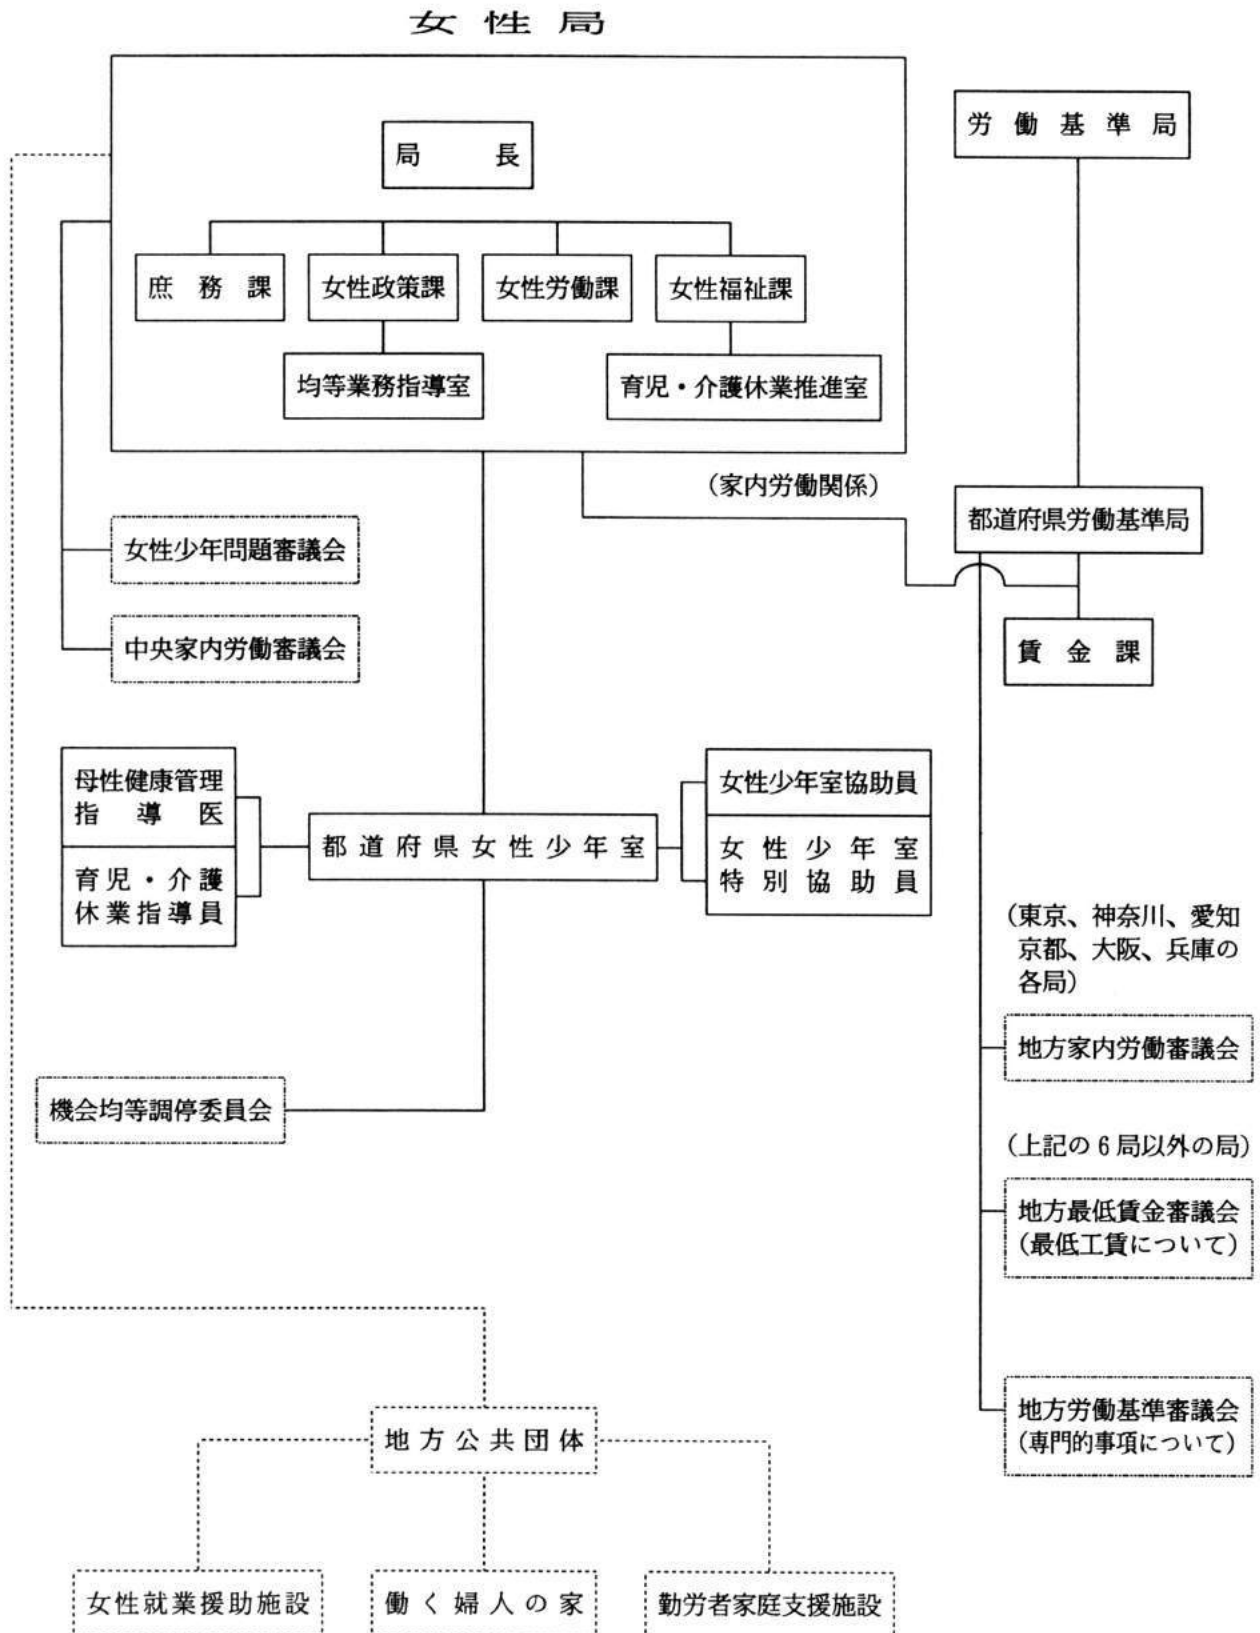 女性局
労働基準局
局長
庶務課
女性政策課
女性労働課
女性福祉課
均等業務指導室
育児・介護休業推進室
(家内労働関係)
都道府県労働基準局
女性少年問題審議会
中央家内労働審議会
賃金課
母性健康管理
指導医
育児・介護
休業指導員
都道府県女性少年室
女性少年室協助員
女性少年室
特別協助員
(東京、神奈川、愛知
京都、大阪、兵庫の
各局)
地方家内労働審議会
機会均等調停委員会
(上記の6局以外の局)
地方最低賃金審議会
(最低工賃について)
地方労働基準審議会
(専門的事項について)
地方公共団体
女性就業援助施設
働く婦人の家
勤労者家庭支援施設